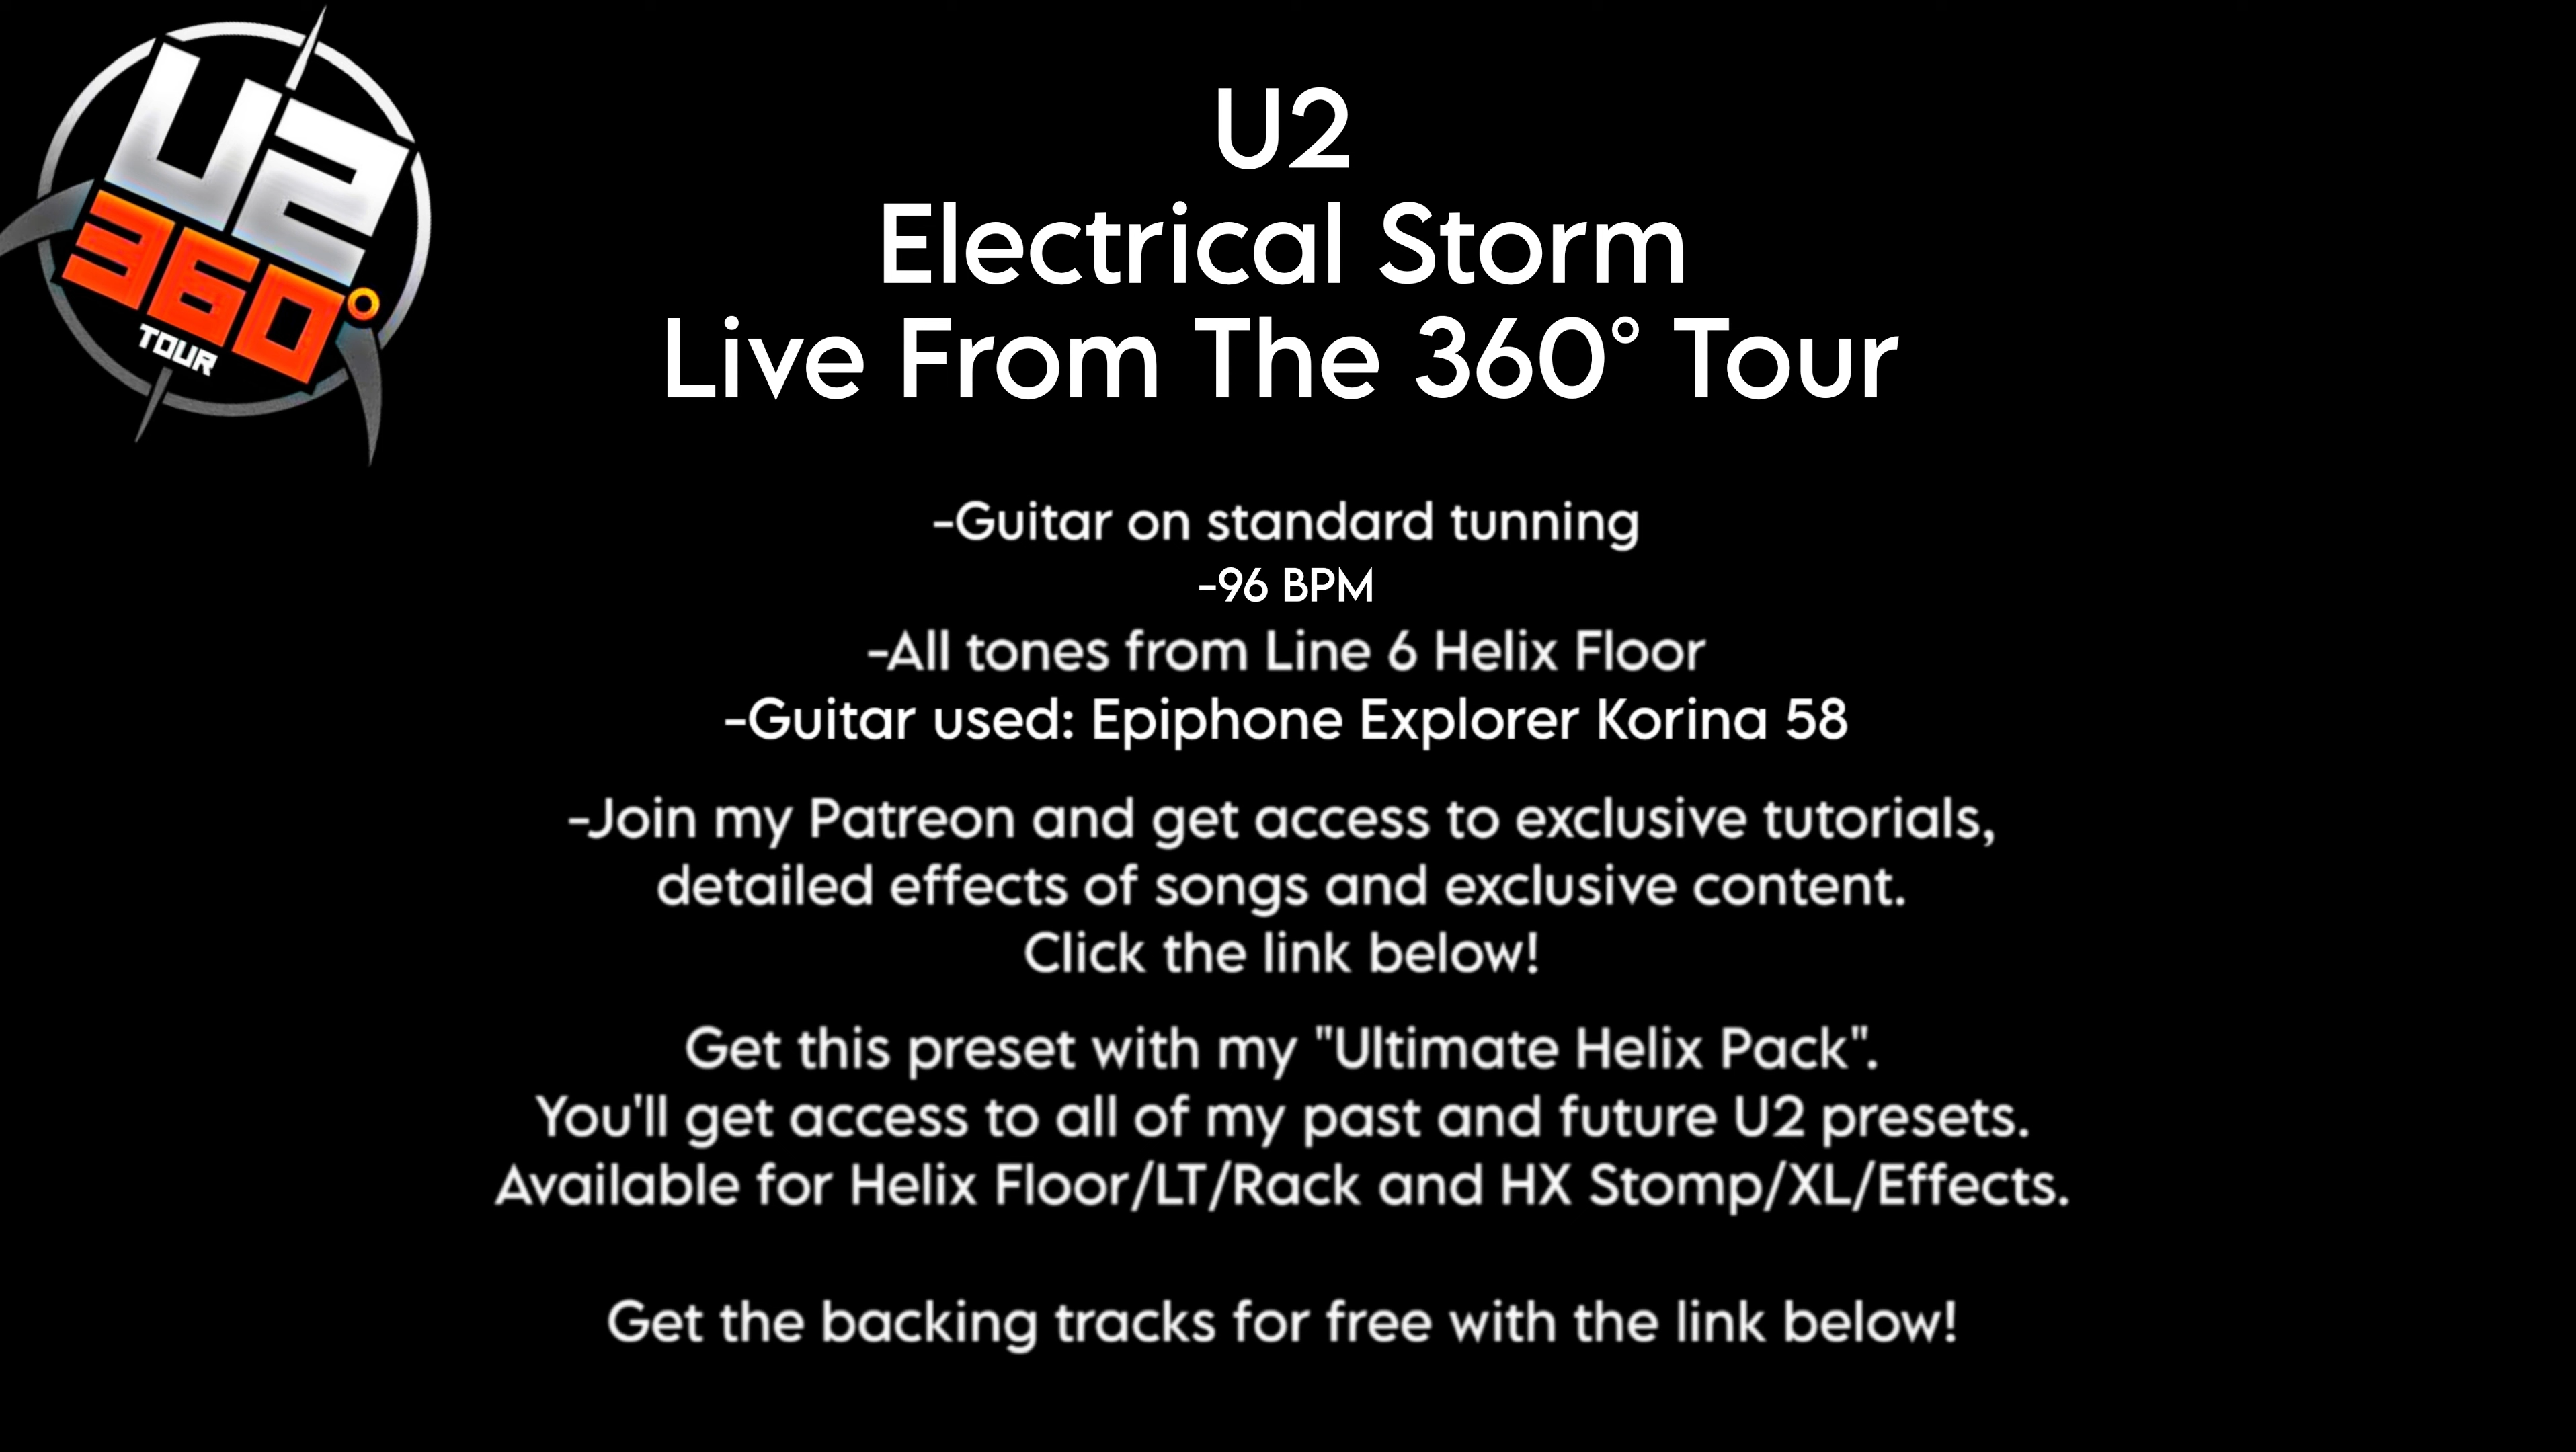 U2
360°
TOUR
U2
Electrical Storm
Live From The 360° Tour
-Guitar on standard tunning
-96 BPM
-All tones from Line 6 Helix Floor
-Guitar used: Epiphone Explorer Korina 58
-Join my Patreon and get access to exclusive tutorials,
detailed effects of songs and exclusive content.
Click the link below!
Get this preset with my "Ultimate Helix Pack".
You'll get access to all of my past and future U2 presets.
Available for Helix Floor/LT/Rack and HX Stomp/XL/Effects.
Get the backing tracks for free with the link below!